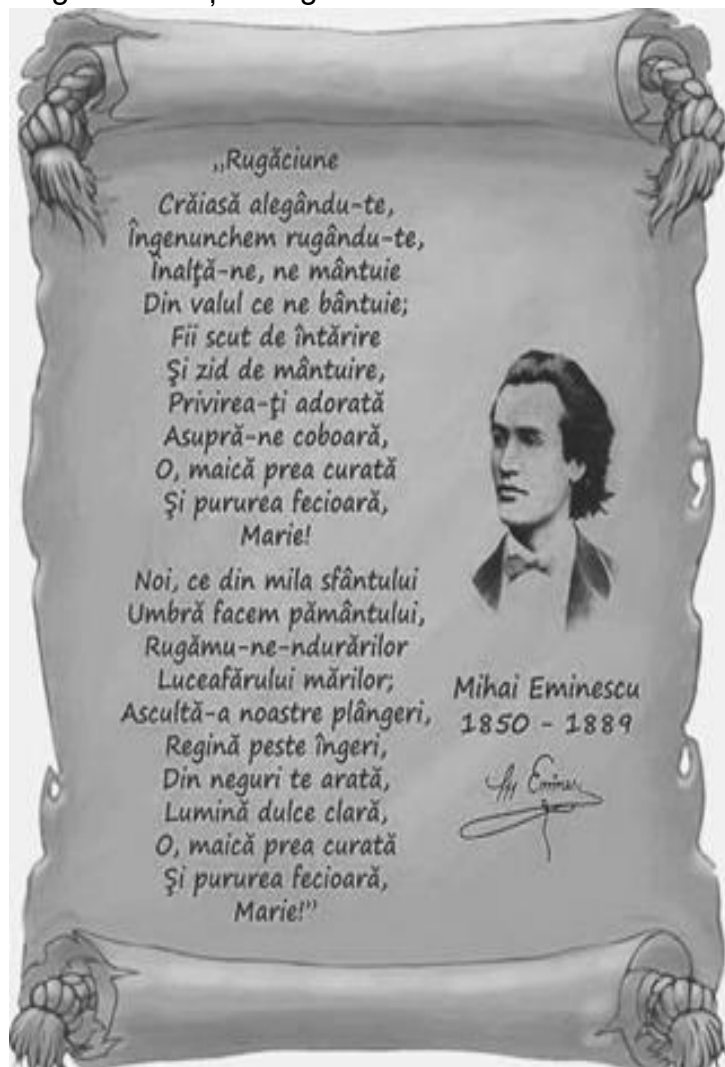 „Rugăciune
Crăiasă alegându-te,
Îngenunchem rugându-te,
Înalţă-ne, ne mântuie
Din valul ce ne bântuie;
Fii scut de întărire
Şi zid de mântuire,
Privirea-ţi adorată
Asupră-ne coboară,
O, maică prea curată
Şi pururea fecioară,
Marie!
Noi, ce din mila sfântului
Umbră facem pământului,
Rugămu-ne-ndurărilor
Luceafărului mărilor;
Ascultă-a noastre plângeri,
Regină peste îngeri,
Din neguri te arată,
Lumină dulce clară,
O, maică prea curată
Şi pururea fecioară,
Marie!”
Mihai Eminescu
1850 - 1889
M Eminescu